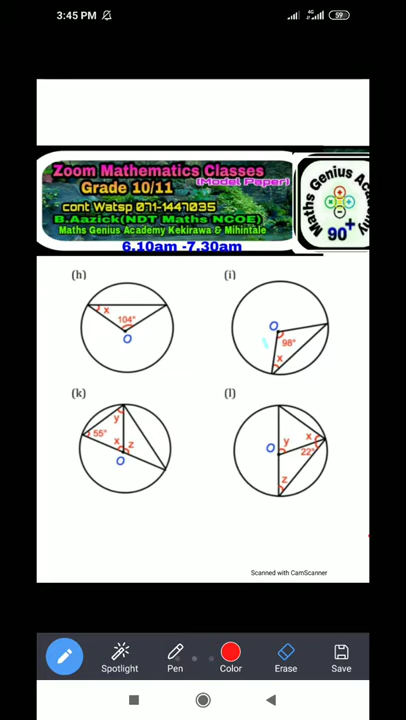 3:45 PM
4G
59
Zoom Mathematics Classes
(Model Paper)
Grade 10/11
cont Watsp 071-1447035
B.Aazick(NDT Maths NCOE)
Maths Genius Academy Kekirawa & Mihintale
6.10am -7.30am
Maths Genius Academy
90+
(h)
x
104°
O
(i)
O
98°
x
(k)
y
55°
x
z
O
(l)
O
y
x
22°
z
Scanned with CamScanner
Spotlight
Pen
Color
Erase
Save